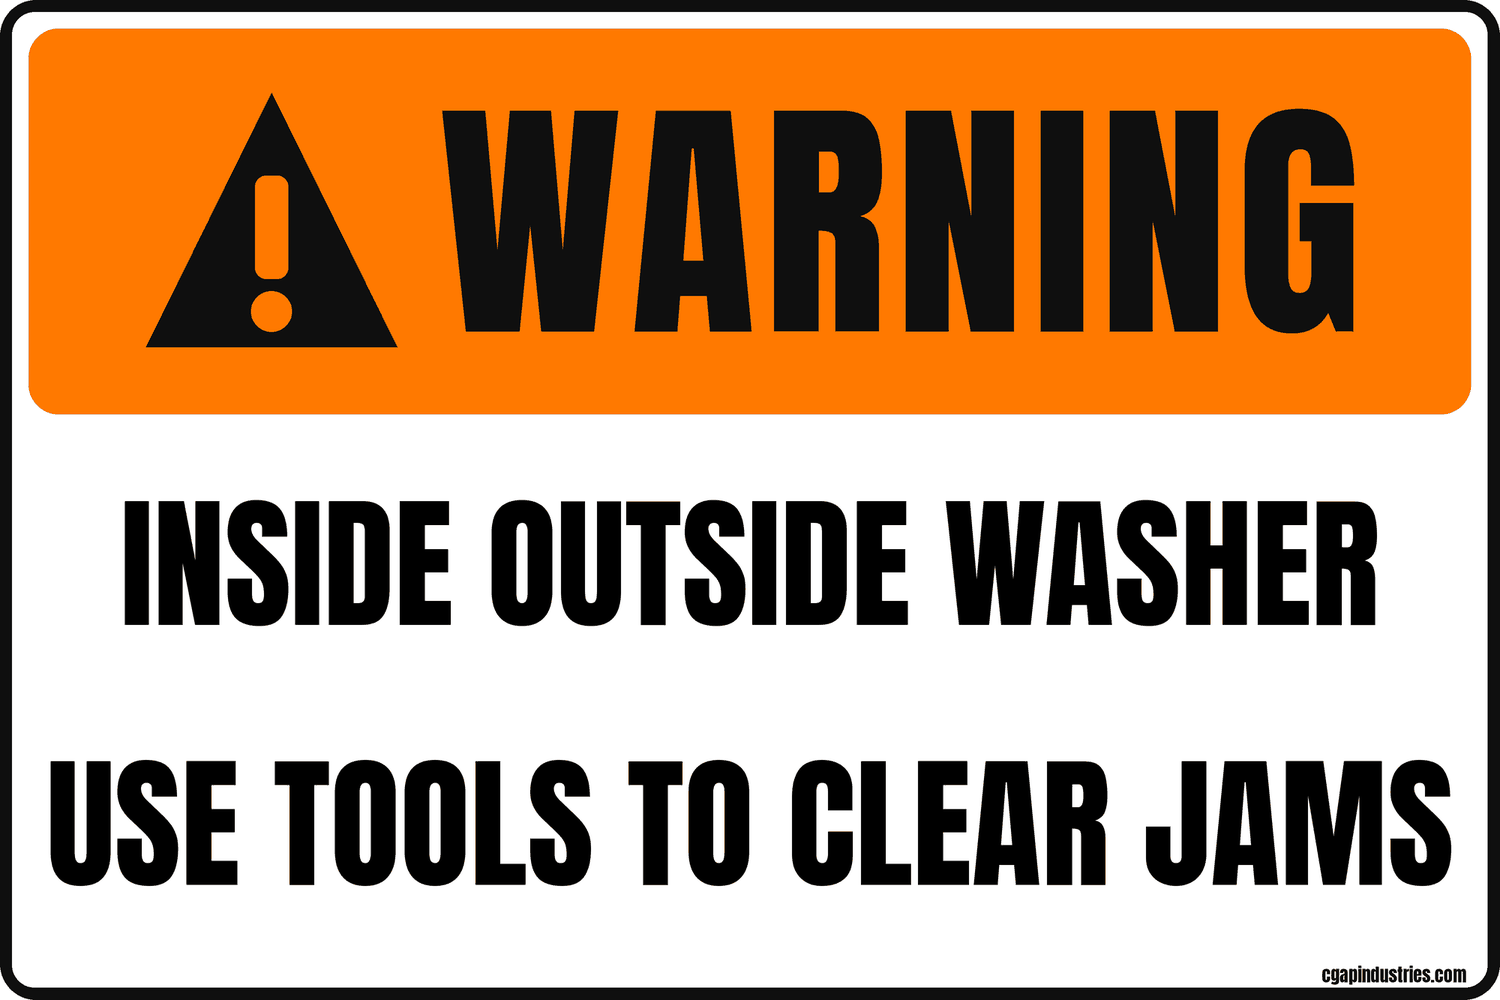 WARNING
INSIDE OUTSIDE WASHER
USE TOOLS TO CLEAR JAMS
cgapindustries.com